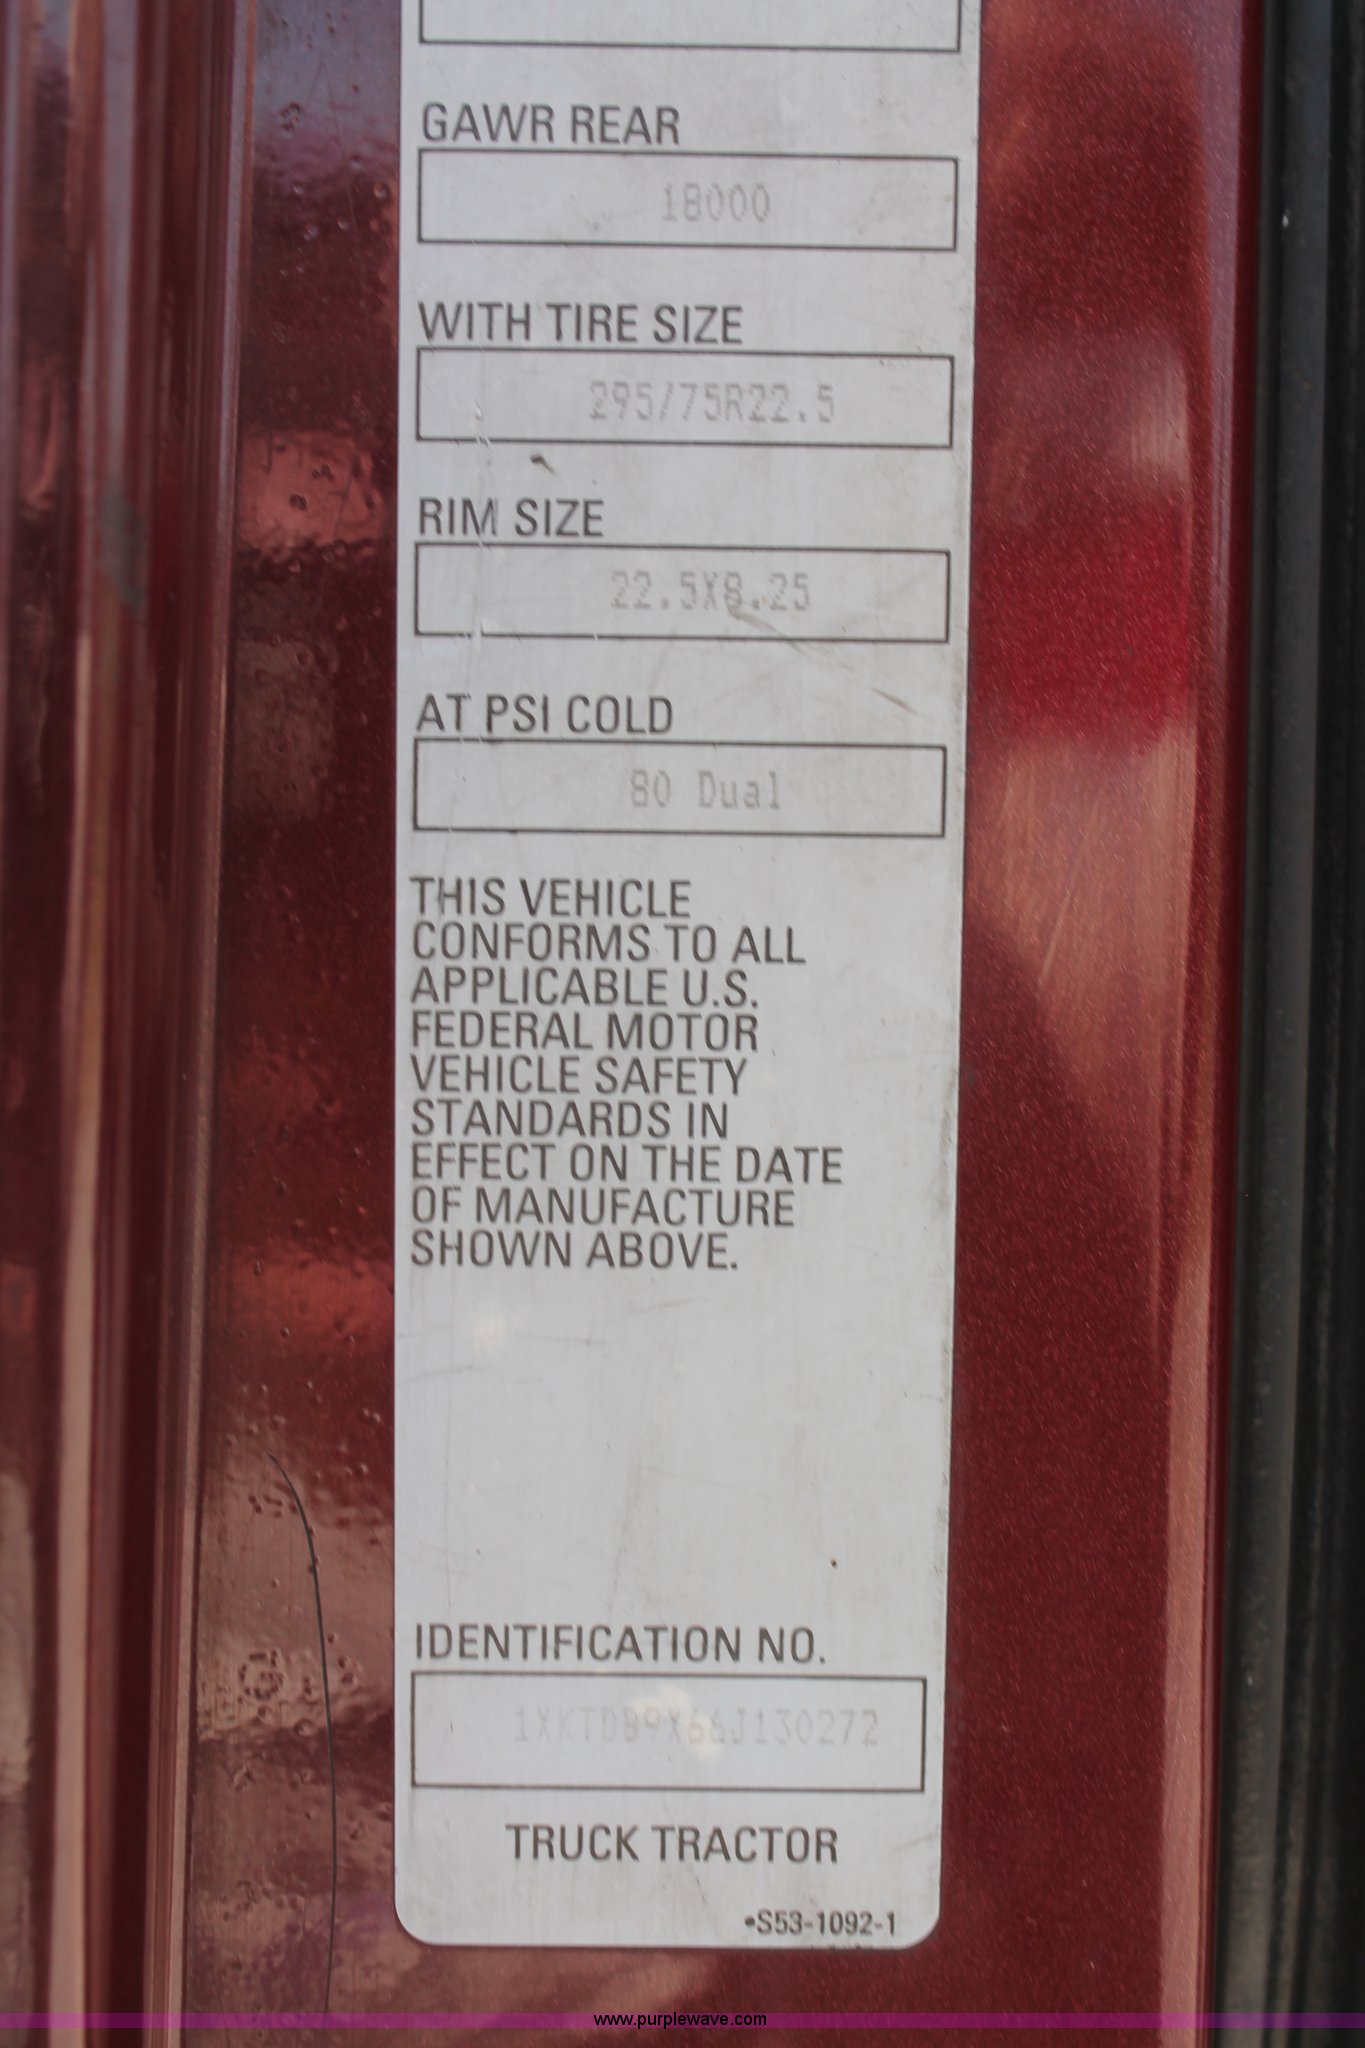 GAWR REAR
18000
WITH TIRE SIZE
295/75R22.5
RIM SIZE
22.5X8.25
AT PSI COLD
80 Dual
THIS VEHICLE
CONFORMS TO ALL
APPLICABLE U.S.
FEDERAL MOTOR
VEHICLE SAFETY
STANDARDS IN
EFFECT ON THE DATE
OF MANUFACTURE
SHOWN ABOVE.
IDENTIFICATION NO.
1XKTDB9X66J130272
TRUCK TRACTOR
•S53-1092-1
www.purplewave.com